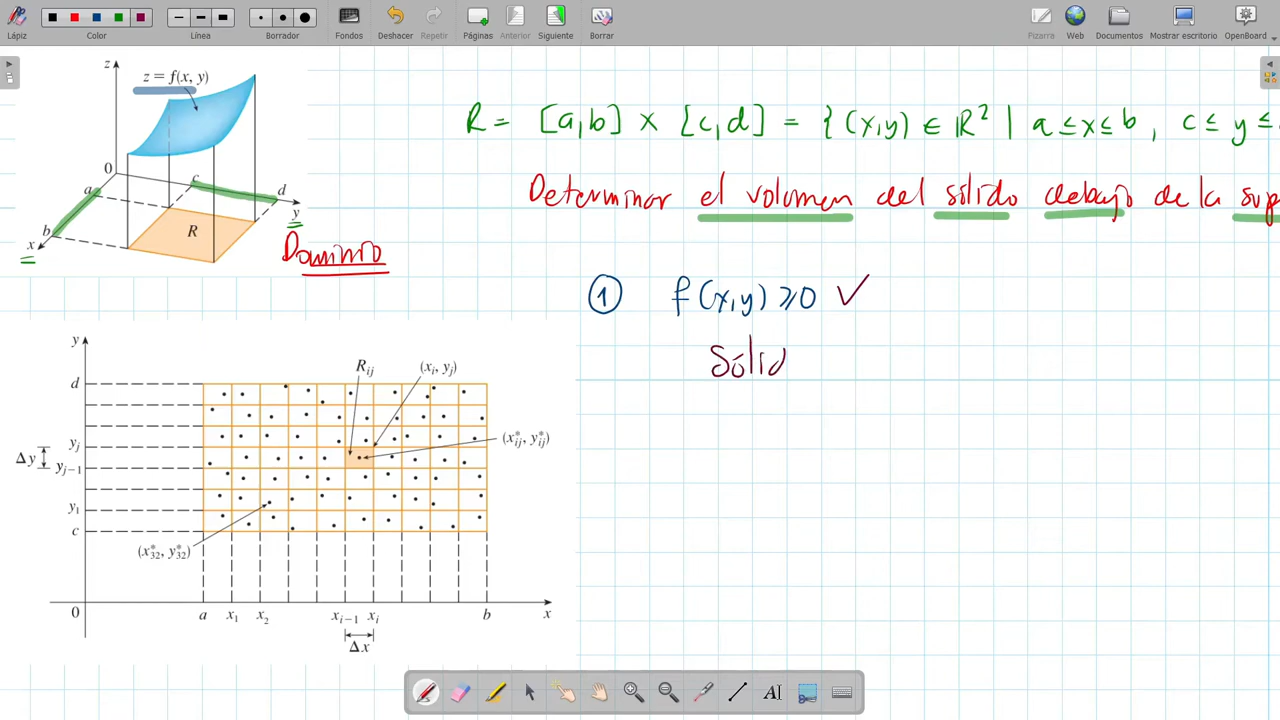 Lápiz Color Línea Borrador Fondos Deshacer Repetir Páginas Anterior Siguiente Borrar Pizarra Web Documentos Mostrar escritorio OpenBoard
z
z = f(x, y)
0
a
c
d
b
y
x
R
Dominio
R = [a,b] x [c,d] = { (x,y) ∈ ℝ² | a ≤ x ≤ b , c ≤ y ≤
Determinar el volumen del sólido debajo de la sup
① f(x,y) ⩾ 0 ✓
Sólid
y
d
R_ij
(x_i, y_j)
y_j
(x*_ij, y*_ij)
Δy
y_j−1
y_1
c
(x*_32, y*_32)
0 a x_1 x_2 x_i−1 x_i b x
Δx